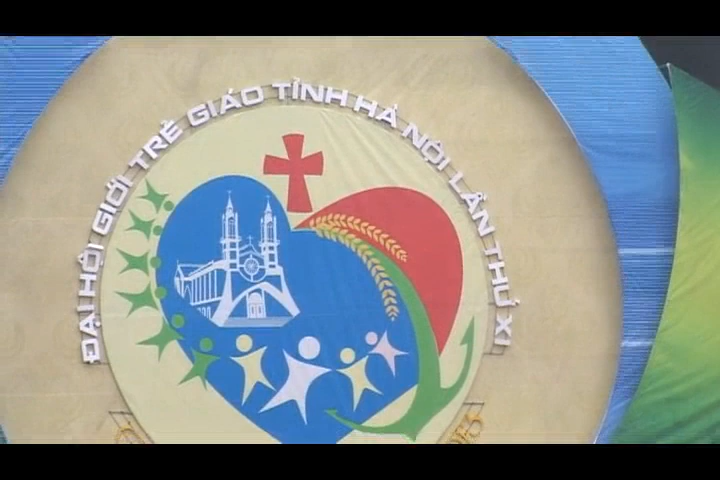 ĐẠI HỘI GIỚI TRẺ GIÁO TỈNH HÀ NỘI LẦN THỨ XI